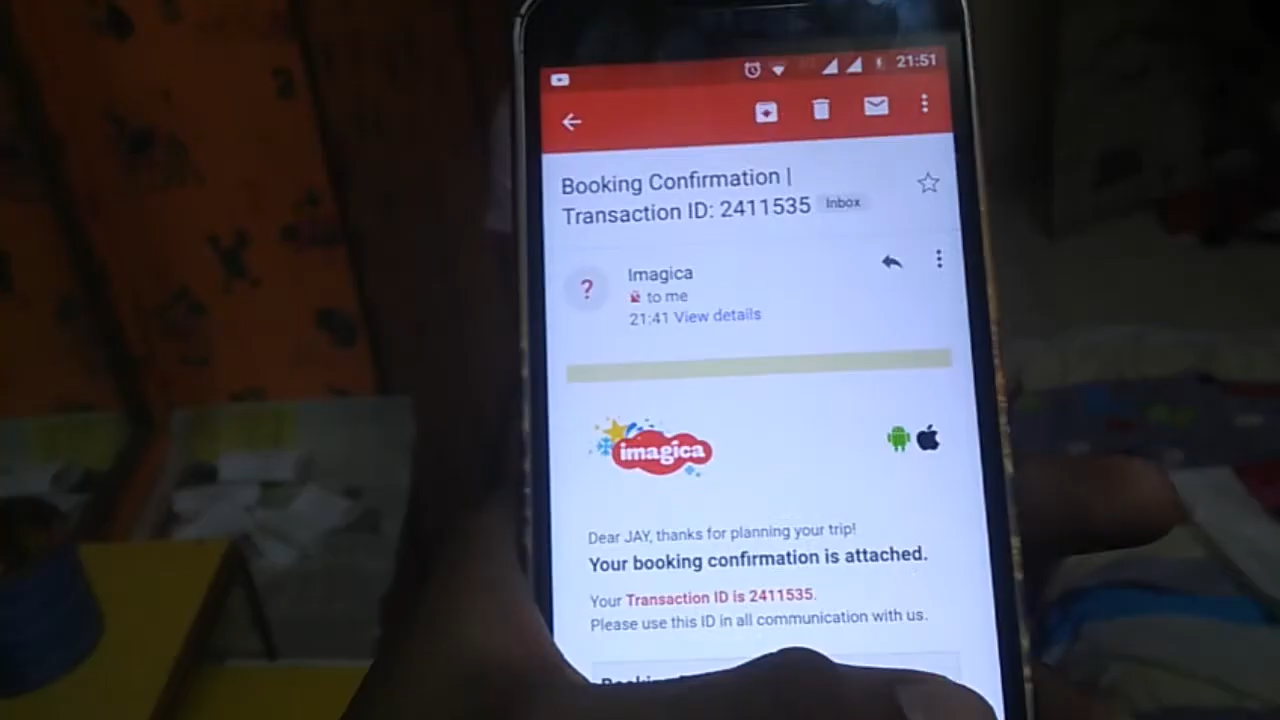 21:51
Booking Confirmation |
Transaction ID: 2411535 Inbox
?
Imagica
to me
21:41 View details
imagica
Dear JAY, thanks for planning your trip!
Your booking confirmation is attached.
Your Transaction ID is 2411535.
Please use this ID in all communication with us.